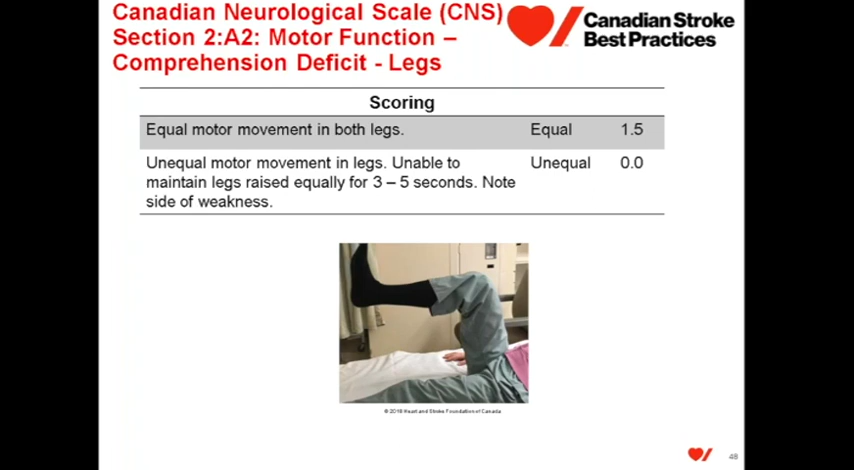 Canadian Neurological Scale (CNS)
Section 2:A2: Motor Function –
Comprehension Deficit - Legs
Canadian Stroke
Best Practices
Scoring
Equal motor movement in both legs. Equal 1.5
Unequal motor movement in legs. Unable to Unequal 0.0
maintain legs raised equally for 3 – 5 seconds. Note
side of weakness.
© 2016 Heart and Stroke Foundation of Canada
48